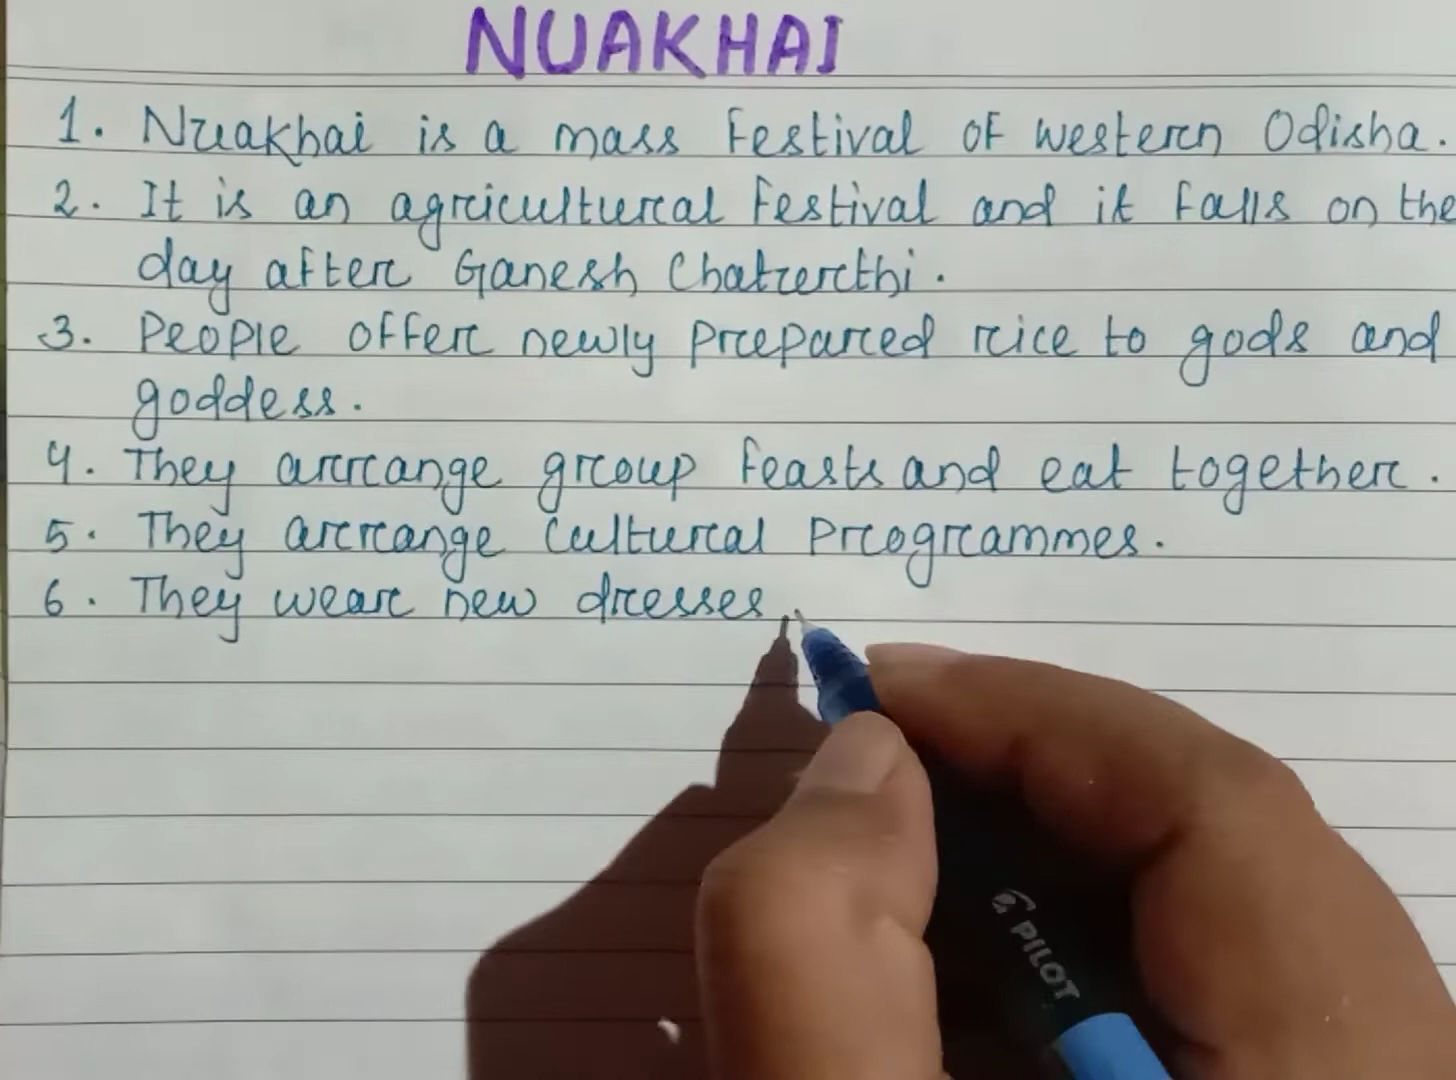 NUAKHAI
1. Nuakhai is a mass festival of western Odisha.
2. It is an agricultural festival and it falls on the
day after Ganesh Chaturthi.
3. People offer newly prepared rice to gods and
goddess.
4. They arrange group feasts and eat together.
5. They arrange cultural programmes.
6. They wear new dresses
PILOT